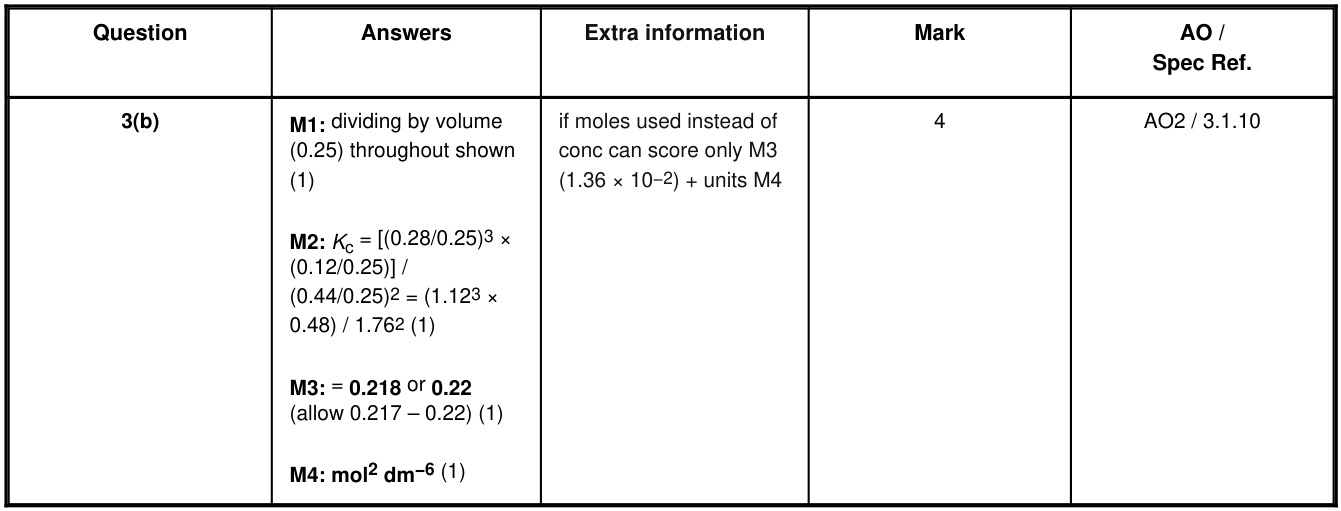 Question
Answers
Extra information
Mark
AO /
Spec Ref.
3(b)
M1: dividing by volume
(0.25) throughout shown
(1)
M2: Kc = [(0.28/0.25)3 ×
(0.12/0.25)] /
(0.44/0.25)2 = (1.123 ×
0.48) / 1.762 (1)
M3: = 0.218 or 0.22
(allow 0.217 – 0.22) (1)
M4: mol2 dm–6 (1)
if moles used instead of
conc can score only M3
(1.36 × 10–2) + units M4
4
AO2 / 3.1.10